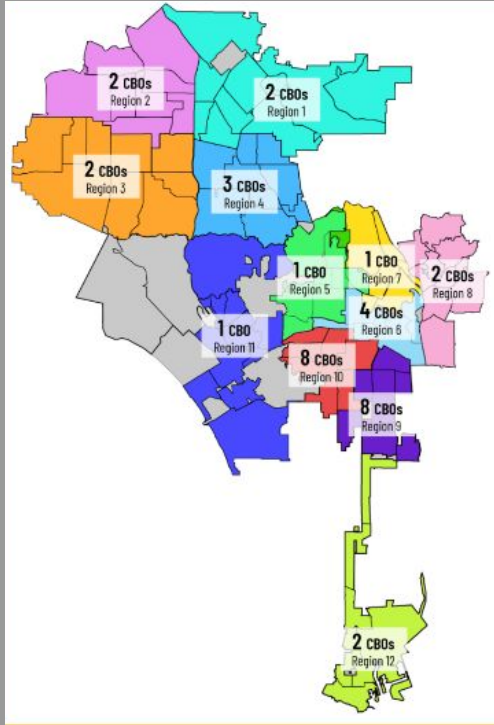 2 CBOs
Region 2
2 CBOs
Region 1
2 CBOs
Region 3
3 CBOs
Region 4
1 CBO
Region 5
1 CBO
Region 7
2 CBOs
Region 8
4 CBOs
Region 6
1 CBO
Region 11
8 CBOs
Region 10
8 CBOs
Region 9
2 CBOs
Region 12